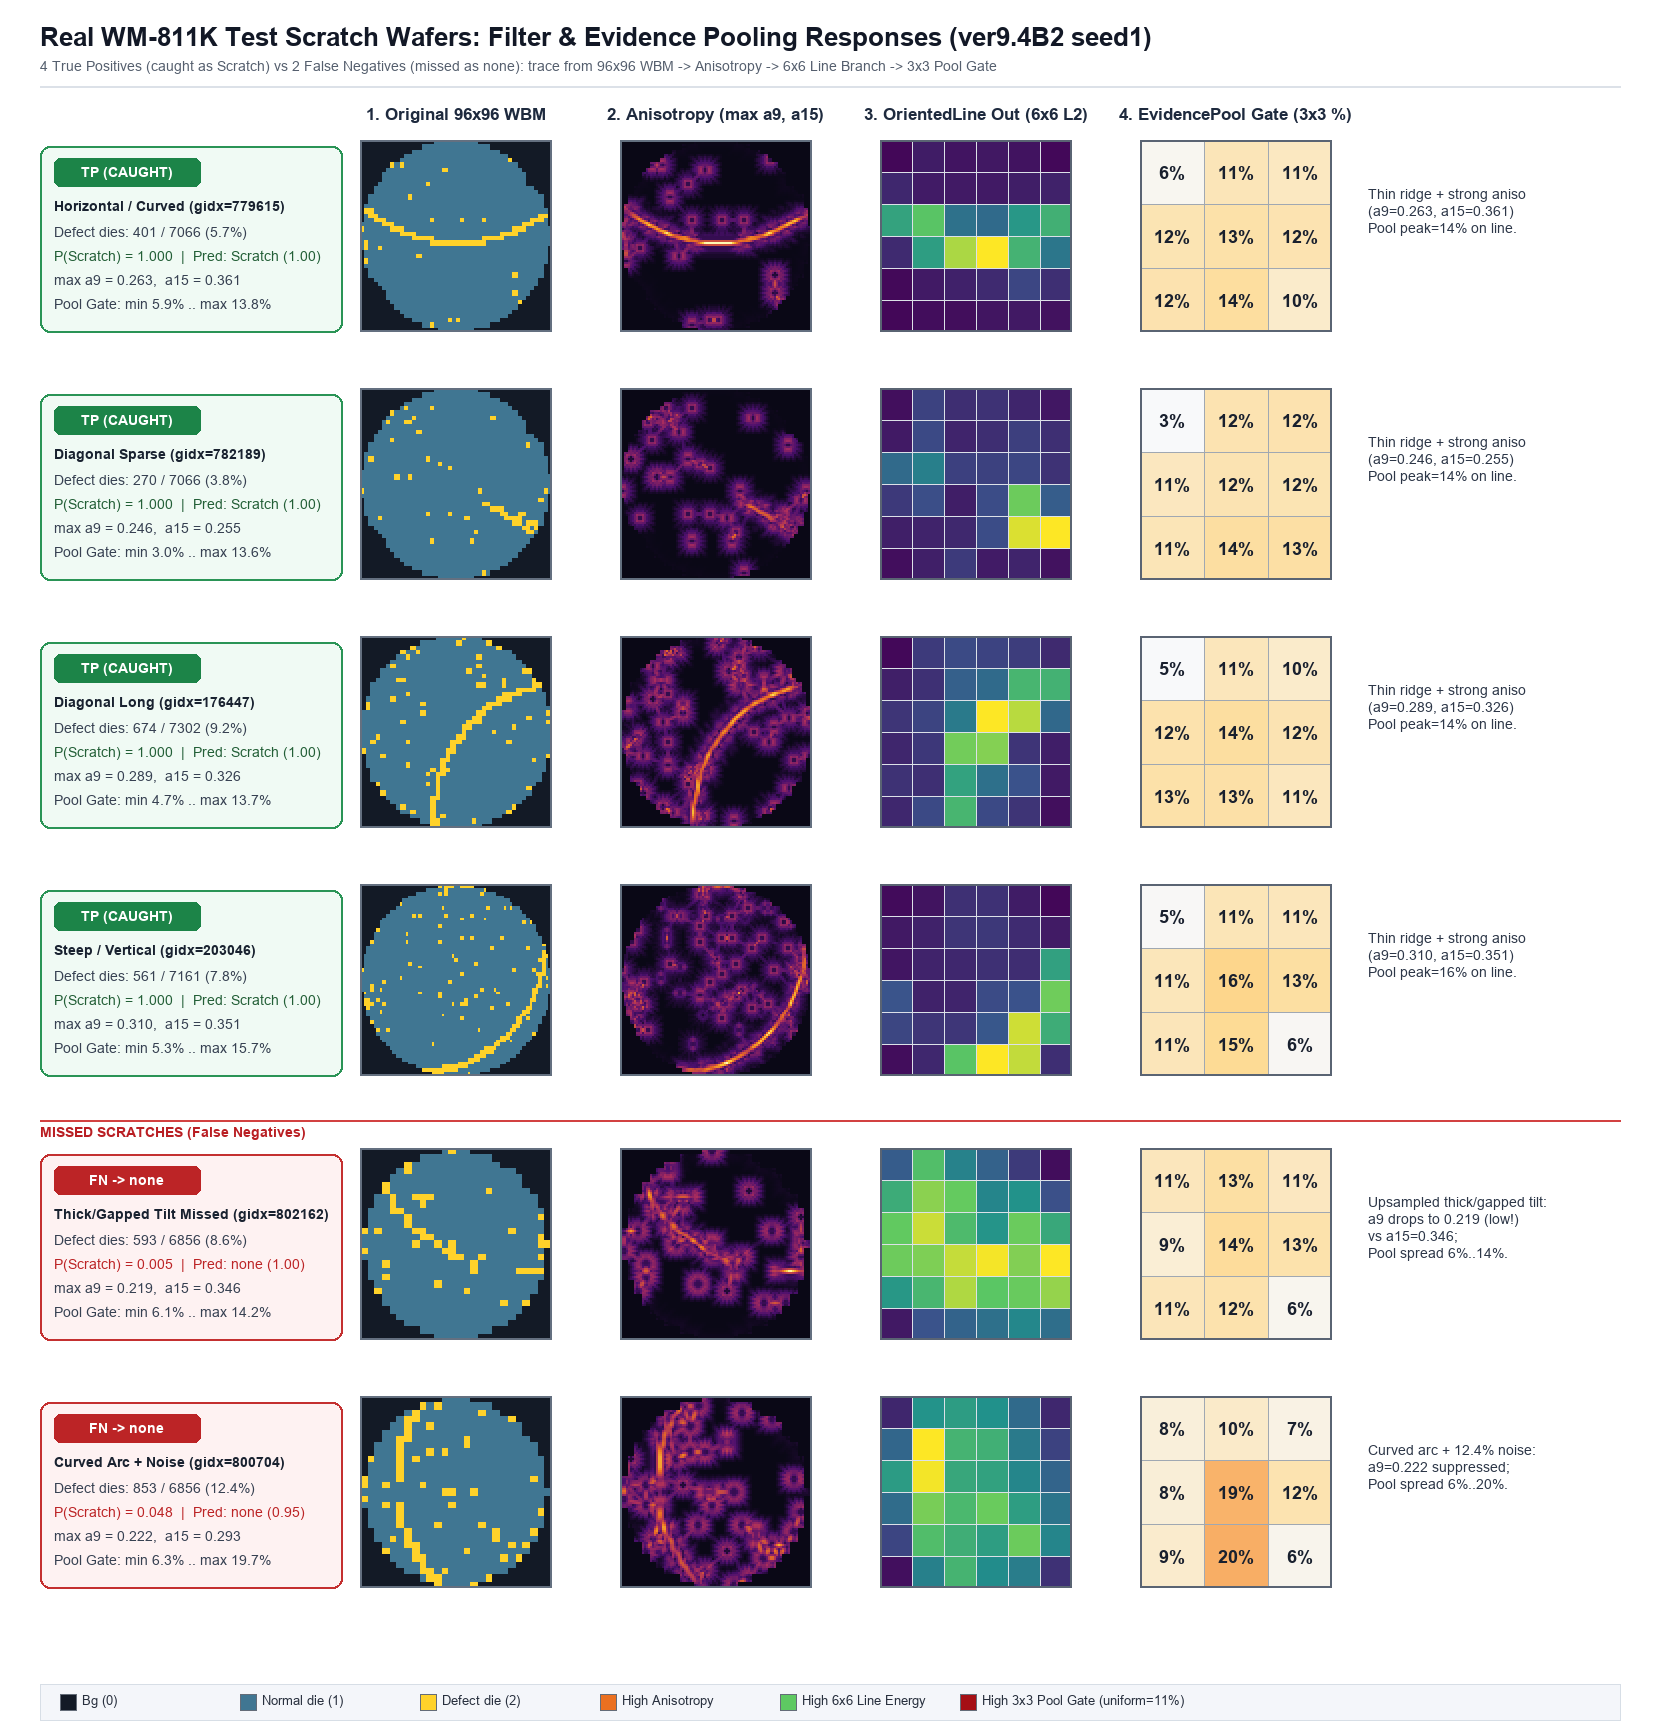 Real WM-811K Test Scratch Wafers: Filter & Evidence Pooling Responses (ver9.4B2 seed1)
4 True Positives (caught as Scratch) vs 2 False Negatives (missed as none): trace from 96x96 WBM -> Anisotropy -> 6x6 Line Branch -> 3x3 Pool Gate
1. Original 96x96 WBM
2. Anisotropy (max a9, a15)
3. OrientedLine Out (6x6 L2)
4. EvidencePool Gate (3x3 %)
TP (CAUGHT)
Horizontal / Curved (gidx=779615)
Defect dies: 401 / 7066 (5.7%)
P(Scratch) = 1.000 | Pred: Scratch (1.00)
max a9 = 0.263, a15 = 0.361
Pool Gate: min 5.9% .. max 13.8%
6% 11% 11%
12% 13% 12%
12% 14% 10%
Thin ridge + strong aniso
(a9=0.263, a15=0.361)
Pool peak=14% on line.
TP (CAUGHT)
Diagonal Sparse (gidx=782189)
Defect dies: 270 / 7066 (3.8%)
P(Scratch) = 1.000 | Pred: Scratch (1.00)
max a9 = 0.246, a15 = 0.255
Pool Gate: min 3.0% .. max 13.6%
3% 12% 12%
11% 12% 12%
11% 14% 13%
Thin ridge + strong aniso
(a9=0.246, a15=0.255)
Pool peak=14% on line.
TP (CAUGHT)
Diagonal Long (gidx=176447)
Defect dies: 674 / 7302 (9.2%)
P(Scratch) = 1.000 | Pred: Scratch (1.00)
max a9 = 0.289, a15 = 0.326
Pool Gate: min 4.7% .. max 13.7%
5% 11% 10%
12% 14% 12%
13% 13% 11%
Thin ridge + strong aniso
(a9=0.289, a15=0.326)
Pool peak=14% on line.
TP (CAUGHT)
Steep / Vertical (gidx=203046)
Defect dies: 561 / 7161 (7.8%)
P(Scratch) = 1.000 | Pred: Scratch (1.00)
max a9 = 0.310, a15 = 0.351
Pool Gate: min 5.3% .. max 15.7%
5% 11% 11%
11% 16% 13%
11% 15% 6%
Thin ridge + strong aniso
(a9=0.310, a15=0.351)
Pool peak=16% on line.
MISSED SCRATCHES (False Negatives)
FN -> none
Thick/Gapped Tilt Missed (gidx=802162)
Defect dies: 593 / 6856 (8.6%)
P(Scratch) = 0.005 | Pred: none (1.00)
max a9 = 0.219, a15 = 0.346
Pool Gate: min 6.1% .. max 14.2%
11% 13% 11%
9% 14% 13%
11% 12% 6%
Upsampled thick/gapped tilt:
a9 drops to 0.219 (low!)
vs a15=0.346;
Pool spread 6%..14%.
FN -> none
Curved Arc + Noise (gidx=800704)
Defect dies: 853 / 6856 (12.4%)
P(Scratch) = 0.048 | Pred: none (0.95)
max a9 = 0.222, a15 = 0.293
Pool Gate: min 6.3% .. max 19.7%
8% 10% 7%
8% 19% 12%
9% 20% 6%
Curved arc + 12.4% noise:
a9=0.222 suppressed;
Pool spread 6%..20%.
Bg (0)
Normal die (1)
Defect die (2)
High Anisotropy
High 6x6 Line Energy
High 3x3 Pool Gate (uniform=11%)